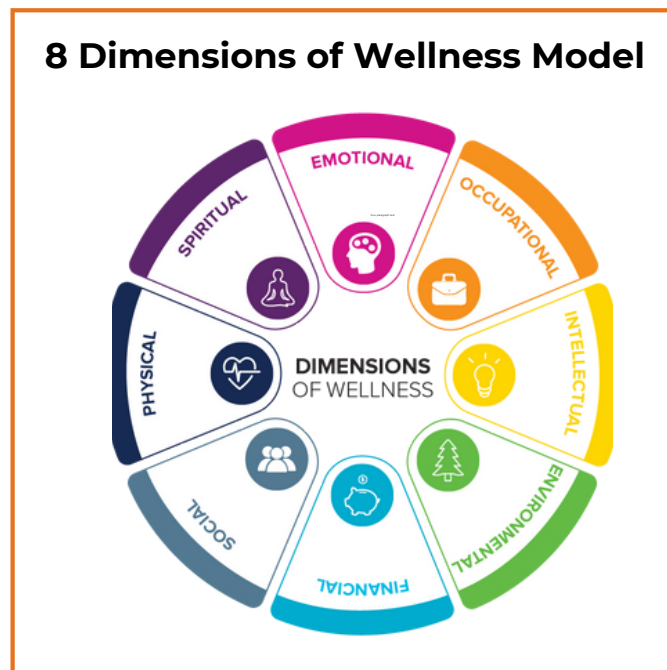 8 Dimensions of Wellness Model
EMOTIONAL
OCCUPATIONAL
INTELLECTUAL
ENVIRONMENTAL
FINANCIAL
SOCIAL
PHYSICAL
SPIRITUAL
DIMENSIONS
OF WELLNESS